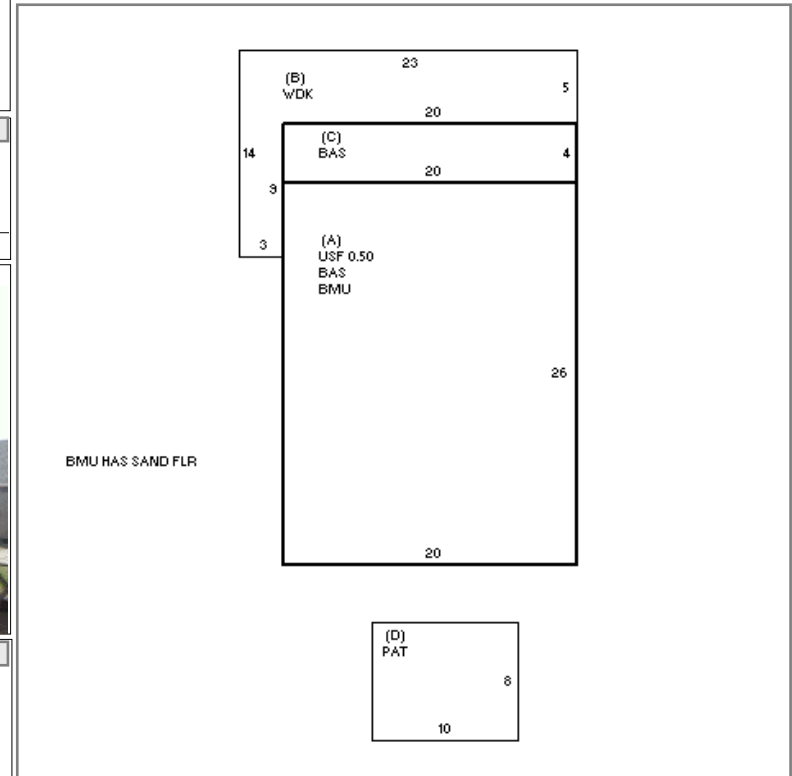 23
(B)
WDK
5
20
(C)
BAS
14
4
20
9
(A)
3
USF 0.50
BAS
BMU
26
BMU HAS SAND FLR
20
(D)
PAT
8
10